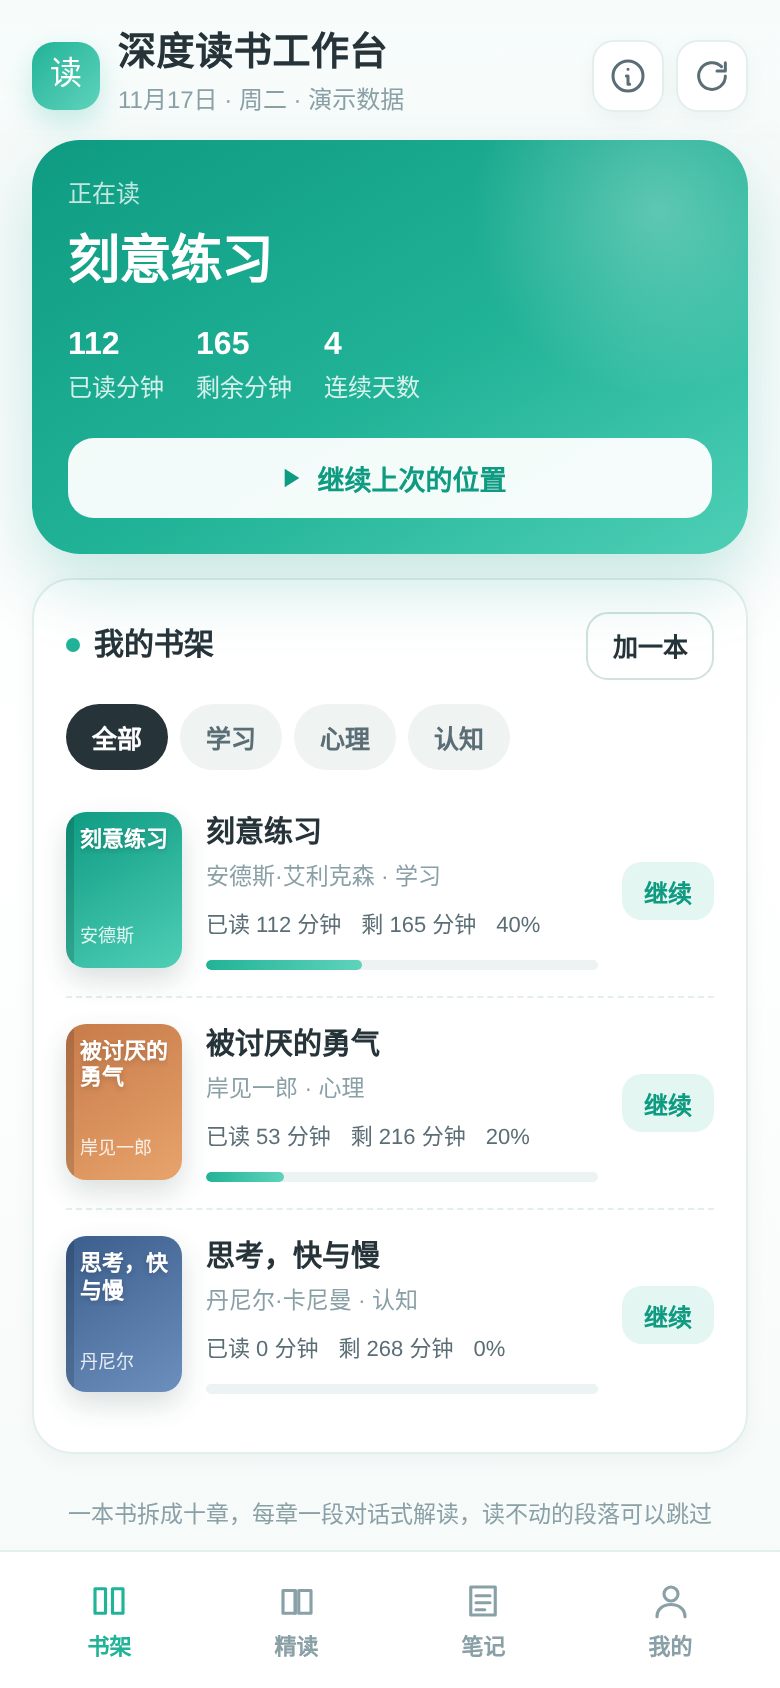 读
深度读书工作台
11月17日 · 周二 · 演示数据
正在读
刻意练习
112 165 4
已读分钟 剩余分钟 连续天数
继续上次的位置
我的书架
加一本
全部 学习 心理 认知
刻意练习
安德斯
刻意练习
安德斯·艾利克森 · 学习
已读 112 分钟 剩 165 分钟 40%
继续
被讨厌的
勇气
岸见一郎
被讨厌的勇气
岸见一郎 · 心理
已读 53 分钟 剩 216 分钟 20%
继续
思考，快
与慢
丹尼尔
思考，快与慢
丹尼尔·卡尼曼 · 认知
已读 0 分钟 剩 268 分钟 0%
继续
一本书拆成十章，每章一段对话式解读，读不动的段落可以跳过
书架 精读 笔记 我的